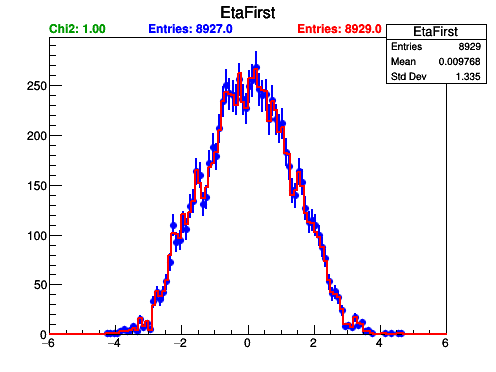 EtaFirst
Chi2: 1.00 Entries: 8927.0 Entries: 8929.0
EtaFirst
Entries 8929
Mean 0.009768
Std Dev 1.335
250
200
150
100
50
0
−6 −4 −2 0 2 4 6